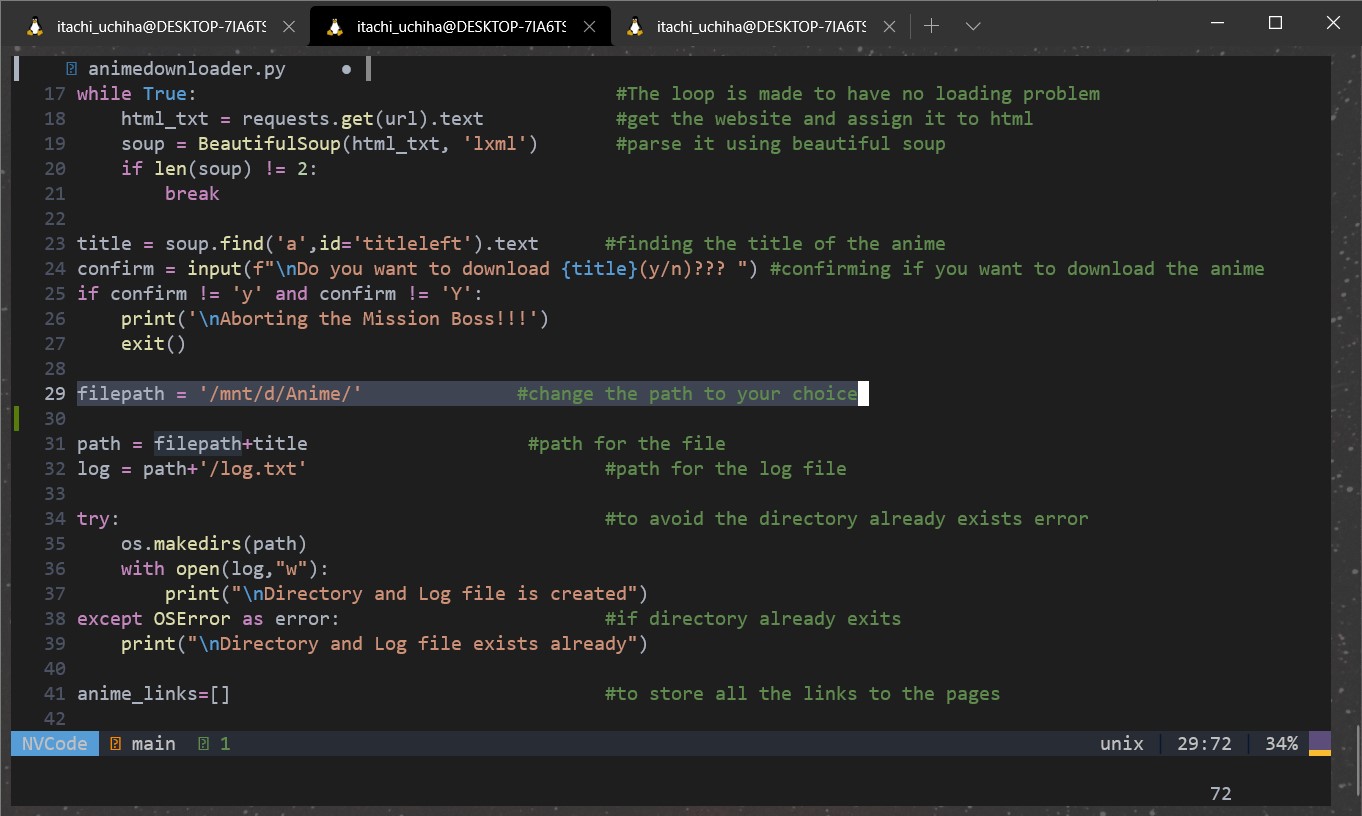 itachi_uchiha@DESKTOP-7IA6TS itachi_uchiha@DESKTOP-7IA6TS itachi_uchiha@DESKTOP-7IA6TS
animedownloader.py
17 while True: #The loop is made to have no loading problem
18 html_txt = requests.get(url).text #get the website and assign it to html
19 soup = BeautifulSoup(html_txt, 'lxml') #parse it using beautiful soup
20 if len(soup) != 2:
21 break
22
23 title = soup.find('a',id='titleleft').text #finding the title of the anime
24 confirm = input(f"\nDo you want to download {title}(y/n)??? ") #confirming if you want to download the anime
25 if confirm != 'y' and confirm != 'Y':
26 print('\nAborting the Mission Boss!!!')
27 exit()
28
29 filepath = '/mnt/d/Anime/' #change the path to your choice
30
31 path = filepath+title #path for the file
32 log = path+'/log.txt' #path for the log file
33
34 try: #to avoid the directory already exists error
35 os.makedirs(path)
36 with open(log,"w"):
37 print("\nDirectory and Log file is created")
38 except OSError as error: #if directory already exits
39 print("\nDirectory and Log file exists already")
40
41 anime_links=[] #to store all the links to the pages
42
NVCode main 1 unix 29:72 34%
72